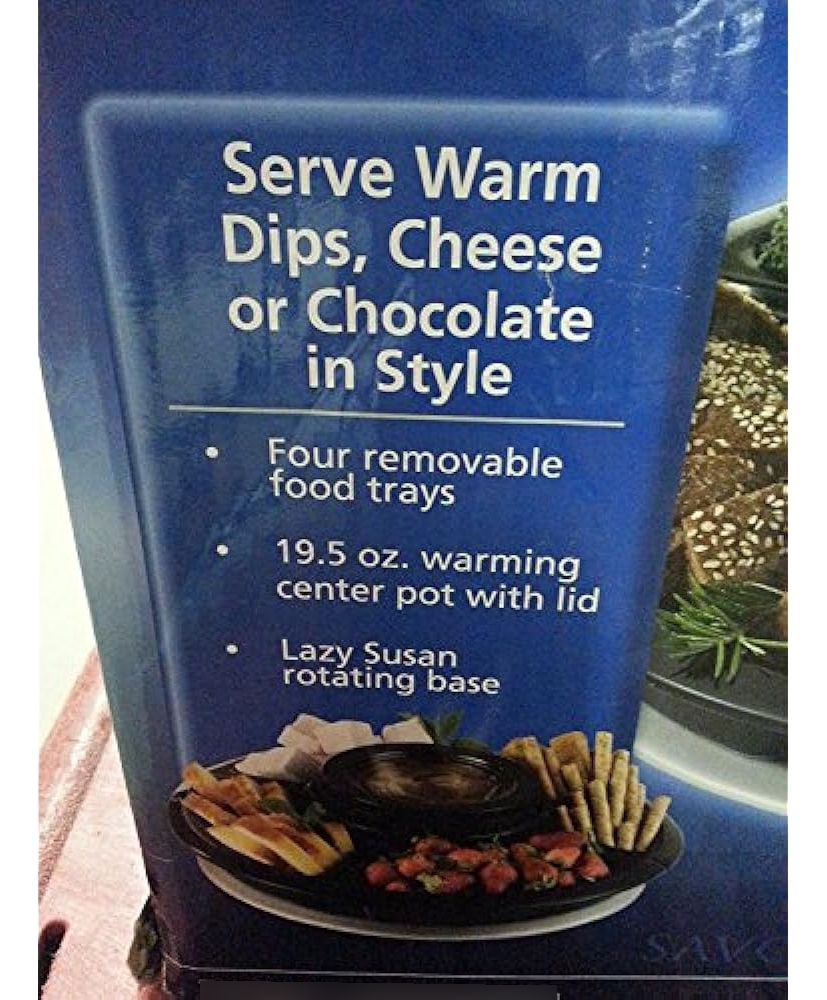 Serve Warm
Dips, Cheese
or Chocolate
in Style
• Four removable
food trays
• 19.5 oz. warming
center pot with lid
• Lazy Susan
rotating base